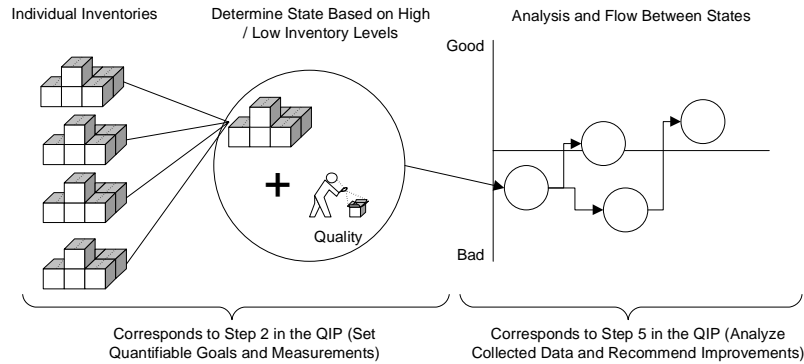 Individual Inventories
Determine State Based on High
/ Low Inventory Levels
Analysis and Flow Between States
Good
+
Quality
Bad
Corresponds to Step 2 in the QIP (Set
Quantifiable Goals and Measurements)
Corresponds to Step 5 in the QIP (Analyze
Collected Data and Recommend Improvements)